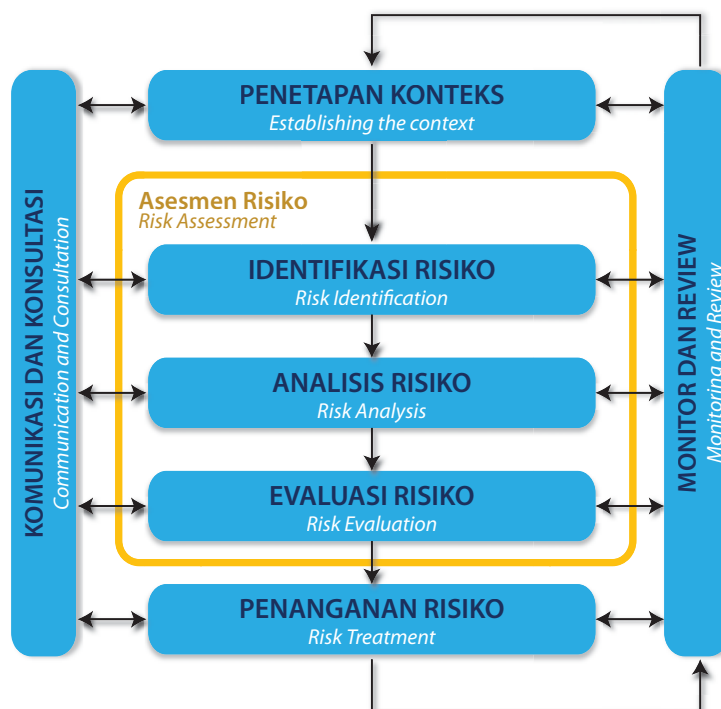 PENETAPAN KONTEKS
Establishing the context
Asesmen Risiko
Risk Assessment
IDENTIFIKASI RISIKO
Risk Identification
ANALISIS RISIKO
Risk Analysis
EVALUASI RISIKO
Risk Evaluation
PENANGANAN RISIKO
Risk Treatment
KOMUNIKASI DAN KONSULTASI
Communication and Consultation
MONITOR DAN REVIEW
Monitoring and Review